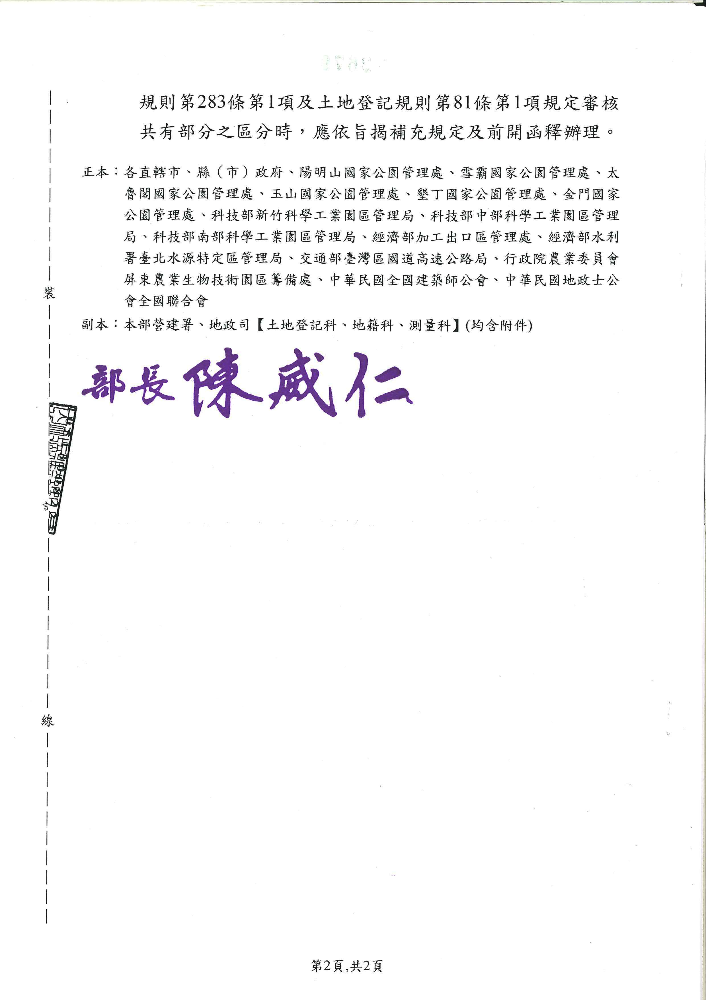 規則第283條第1項及土地登記規則第81條第1項規定審核
共有部分之區分時，應依旨揭補充規定及前開函釋辦理。
正本：各直轄市、縣（市）政府、陽明山國家公園管理處、雪霸國家公園管理處、太
魯閣國家公園管理處、玉山國家公園管理處、墾丁國家公園管理處、金門國家
公園管理處、科技部新竹科學工業園區管理局、科技部中部科學工業園區管理
局、科技部南部科學工業園區管理局、經濟部加工出口區管理處、經濟部水利
署臺北水源特定區管理局、交通部臺灣區國道高速公路局、行政院農業委員會
屏東農業生物技術園區籌備處、中華民國全國建築師公會、中華民國地政士公
會全國聯合會
副本：本部營建署、地政司【土地登記科、地籍科、測量科】(均含附件)
部長陳威仁
裝
線
第2頁,共2頁